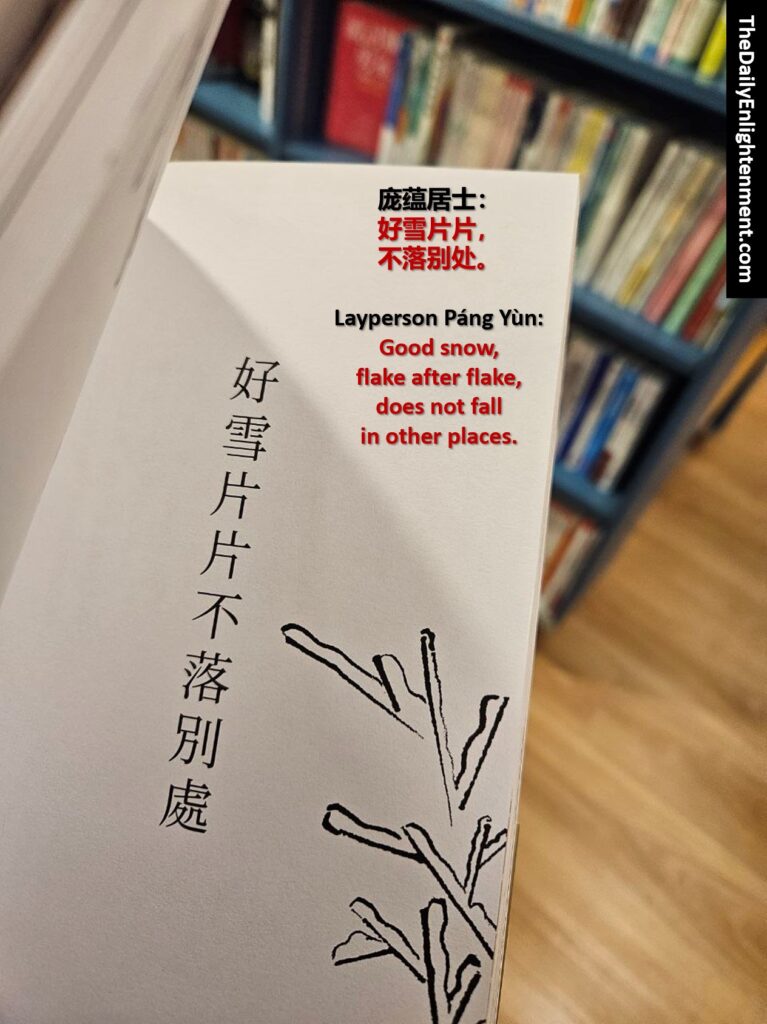 TheDailyEnlightenment.com
庞蕴居士：
好雪片片，
不落别处。
Layperson Páng Yùn:
Good snow,
flake after flake,
does not fall
in other places.
好雪片片不落別處